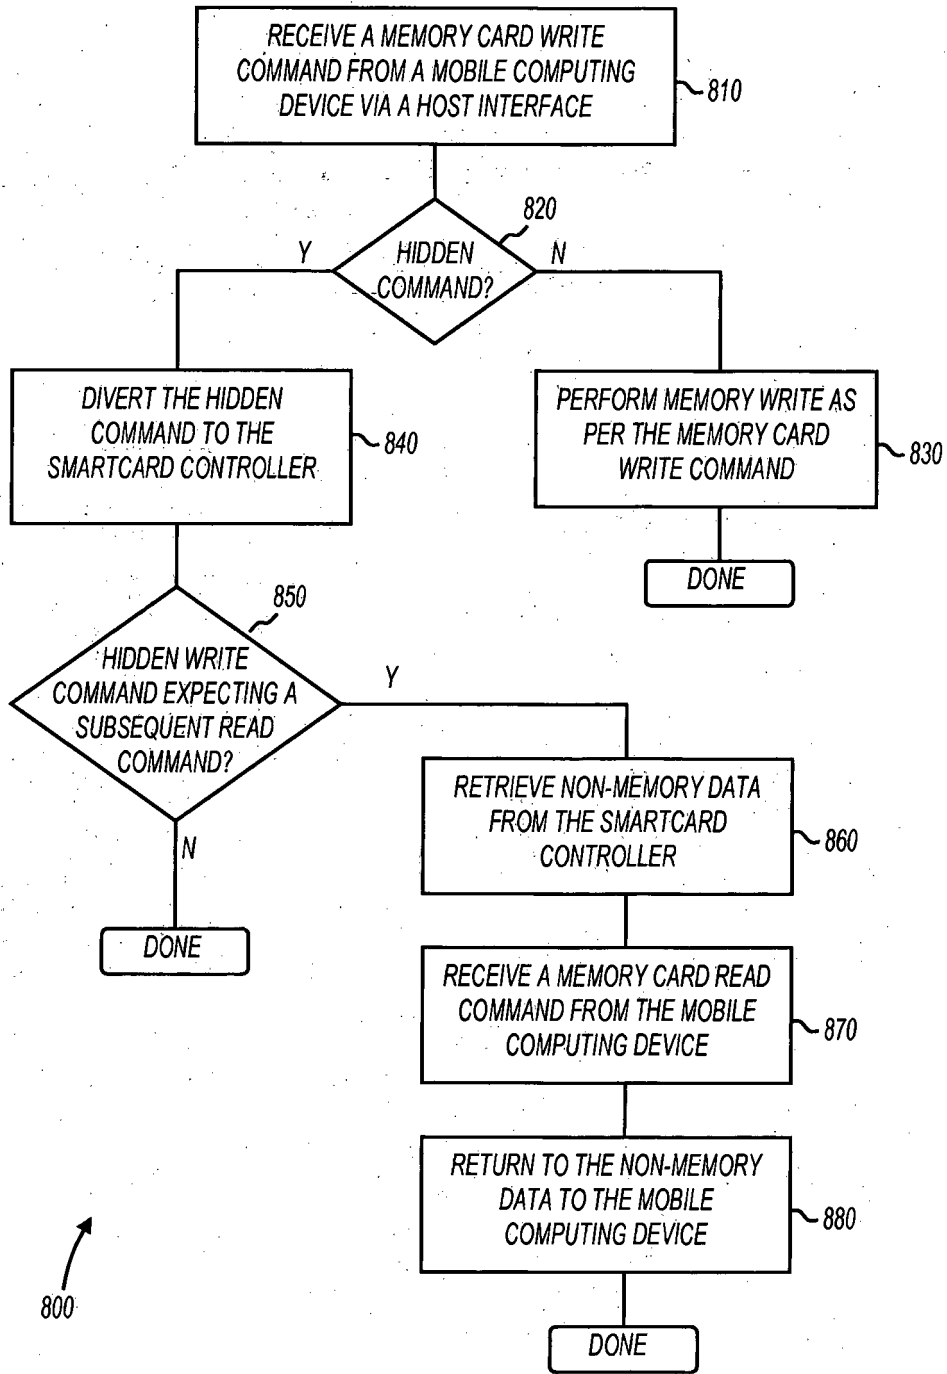 RECEIVE A MEMORY CARD WRITE
COMMAND FROM A MOBILE COMPUTING
DEVICE VIA A HOST INTERFACE
810
820
Y
HIDDEN
COMMAND?
N
DIVERT THE HIDDEN
COMMAND TO THE
SMARTCARD CONTROLLER
840
PERFORM MEMORY WRITE AS
PER THE MEMORY CARD
WRITE COMMAND
830
DONE
850
HIDDEN WRITE
COMMAND EXPECTING A
SUBSEQUENT READ
COMMAND?
Y
N
DONE
RETRIEVE NON-MEMORY DATA
FROM THE SMARTCARD
CONTROLLER
860
RECEIVE A MEMORY CARD READ
COMMAND FROM THE MOBILE
COMPUTING DEVICE
870
RETURN TO THE NON-MEMORY
DATA TO THE MOBILE
COMPUTING DEVICE
880
800
DONE